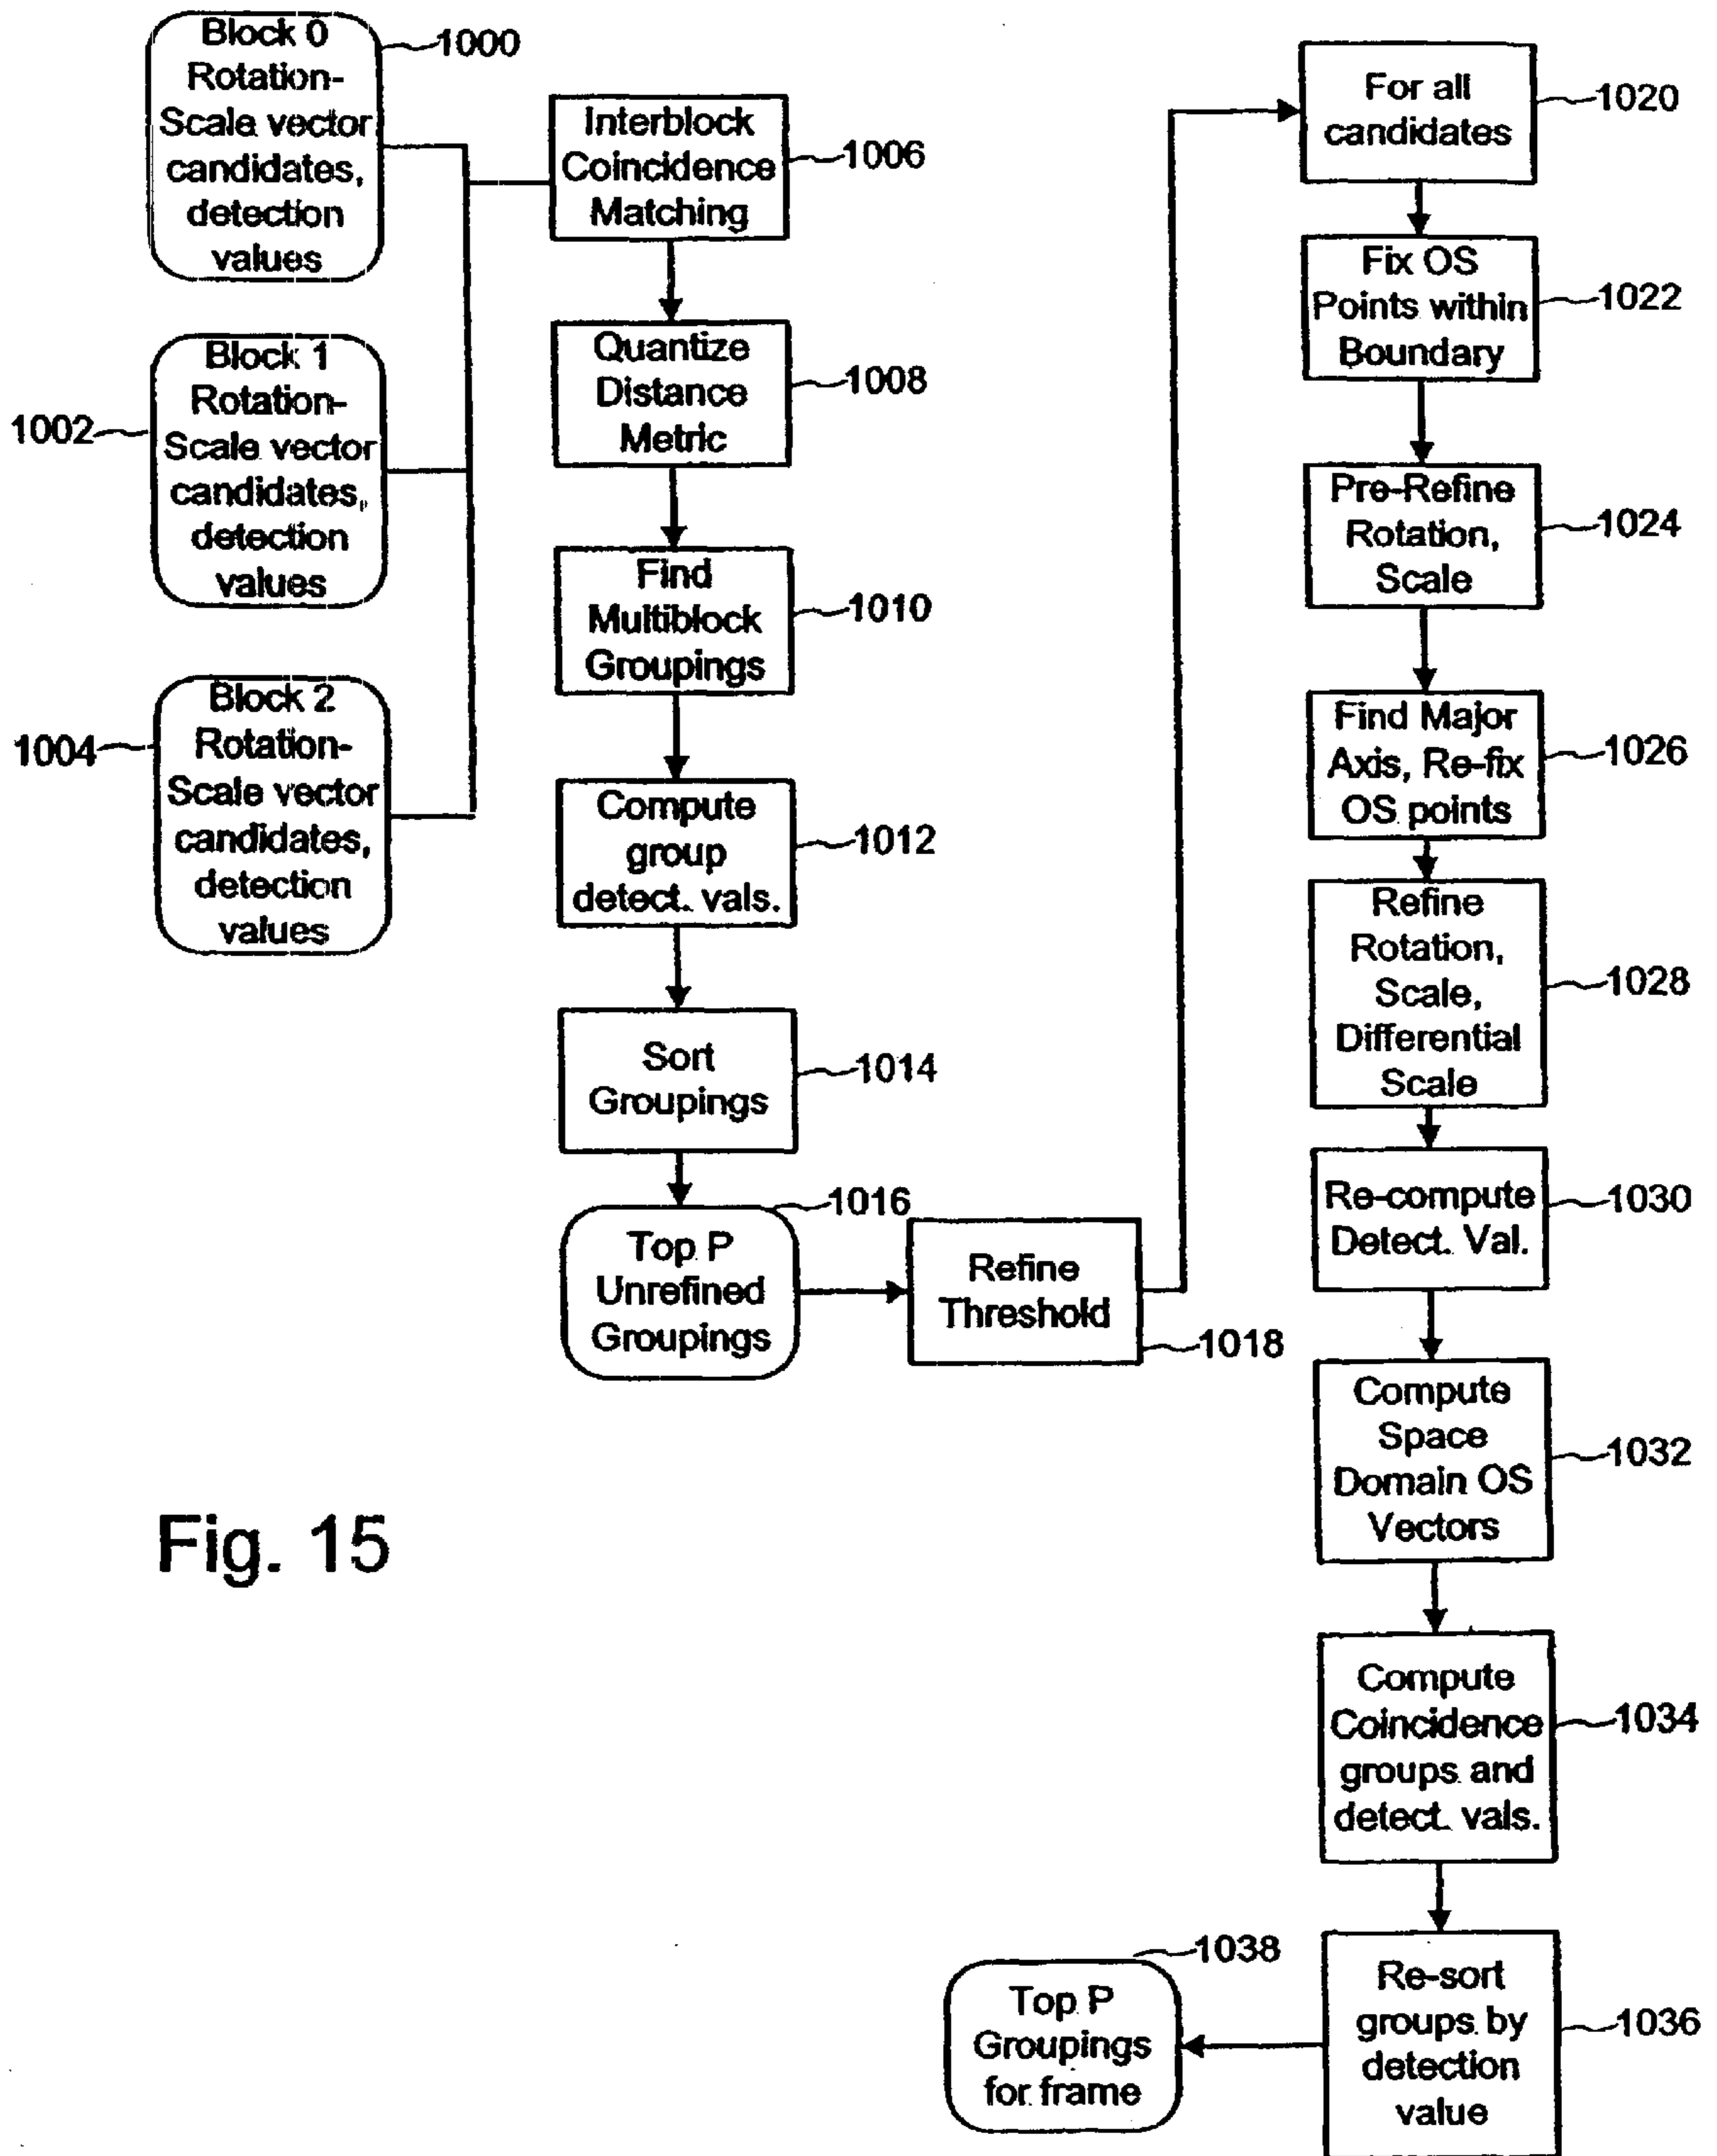 Block 0
Rotation-
Scale vector
candidates,
detection
values
1000
Block 1
Rotation-
Scale vector
candidates,
detection
values
1002
Block 2
Rotation-
Scale vector
candidates,
detection
values
1004
Interblock
Coincidence
Matching
1006
Quantize
Distance
Metric
1008
Find
Multiblock
Groupings
1010
Compute
group
detect. vals.
1012
Sort
Groupings
1014
Top P
Unrefined
Groupings
1016
Refine
Threshold
1018
For all
candidates
1020
Fix OS
Points within
Boundary
1022
Pre-Refine
Rotation,
Scale
1024
Find Major
Axis, Re-fix
OS points
1026
Refine
Rotation,
Scale,
Differential
Scale
1028
Re-compute
Detect. Val.
1030
Compute
Space
Domain OS
Vectors
1032
Compute
Coincidence
groups and
detect. vals.
1034
Re-sort
groups by
detection
value
1036
Top P
Groupings
for frame
1038
Fig. 15